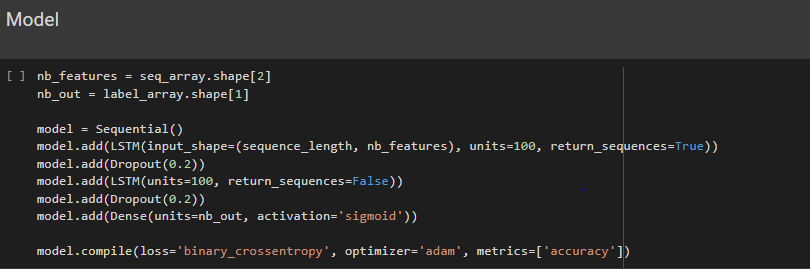 Model
[ ] nb_features = seq_array.shape[2]
nb_out = label_array.shape[1]
model = Sequential()
model.add(LSTM(input_shape=(sequence_length, nb_features), units=100, return_sequences=True))
model.add(Dropout(0.2))
model.add(LSTM(units=100, return_sequences=False))
model.add(Dropout(0.2))
model.add(Dense(units=nb_out, activation='sigmoid'))
model.compile(loss='binary_crossentropy', optimizer='adam', metrics=['accuracy'])